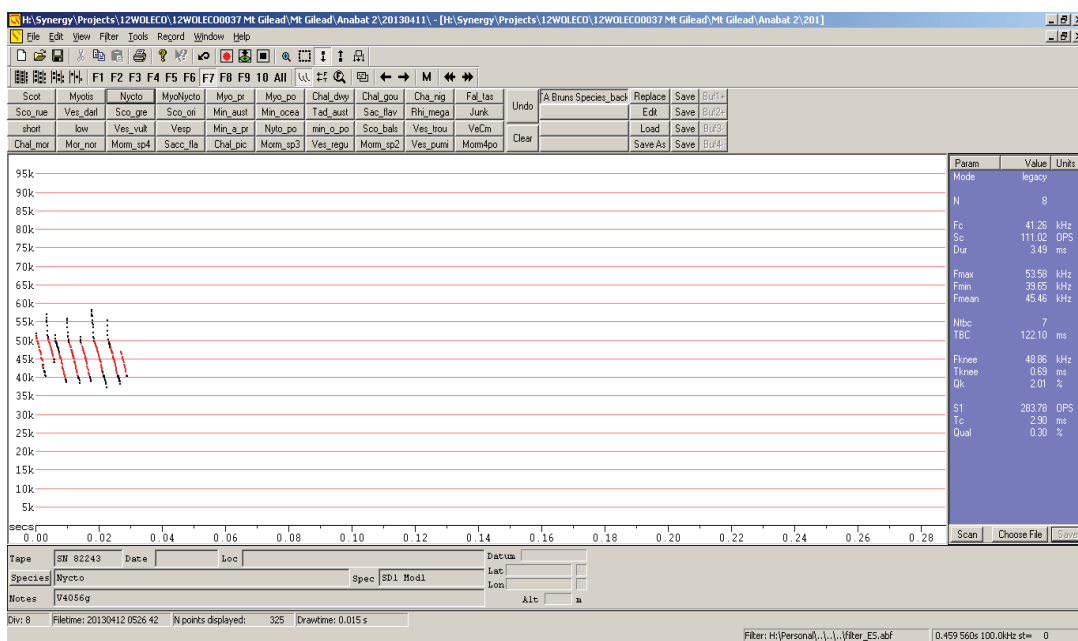 H:\Synergy\Projects\12WOLECO\12WOLECO0037 Mt Gilead\Mt Gilead\Anabat 2\20130411\ - [H:\Synergy\Projects\12WOLECO\12WOLECO00037 Mt Gilead\Mt Gilead\Anabat 2\201]
File Edit View Filter Tools Record Window Help
F1 F2 F3 F4 F5 F6 F7 F8 F9 10 All M
Scot Myotis Nycto MyoNycto Myo_pr Myo_po Chal_dwy Chal_gou Cha_nig Fal_tas Undo TA Bruns Species_back Replace Save Buf1+
Sco_rue Ves_darl Sco_gre Sco_ori Min_aust Min_ocea Tad_aust Sac_flav Rhi_mega Junk Edit Save Buf2+
short low Ves_vult Vesp Min_a_pr Nyto_po min_o_po Sco_bals Ves_trou VeCm Clear Load Save Buf3-
Chal_mor Mor_nor Morm_sp4 Sacc_fla Chal_pic Morm_sp3 Ves_regu Morm_sp2 Ves_pumi Morm4po Save As Save Buf4-
95k
90k
85k
80k
75k
70k
65k
60k
55k
50k
45k
40k
35k
30k
25k
20k
15k
10k
5k
secs
0.00 0.02 0.04 0.06 0.08 0.10 0.12 0.14 0.16 0.18 0.20 0.22 0.24 0.26 0.28
Param Value Units
Mode legacy
N 8
Fc 41.26 kHz
Sc 111.02 OPS
Dur 3.49 ms
Fmax 53.58 kHz
Fmin 39.65 kHz
Fmean 45.46 kHz
Ntbc 7
TBC 122.10 ms
Fknee 48.86 kHz
Tknee 0.69 ms
Qk 2.01 %
S1 283.78 OPS
Tc 2.90 ms
Qual 0.30 %
Scan Choose File Save
Tape SN 82243 Date Loc Datum
Species Nycto Spec SD1 Mod1 Lat
Lon
Notes V4056g Alt m
Div: 8 Filetime: 20130412 0526 42 N points displayed: 325 Drawtime: 0.015 s
Filter: H:\Personal\..\..\..\filter_ES.abf 0.459 560s 100.0kHz st= 0